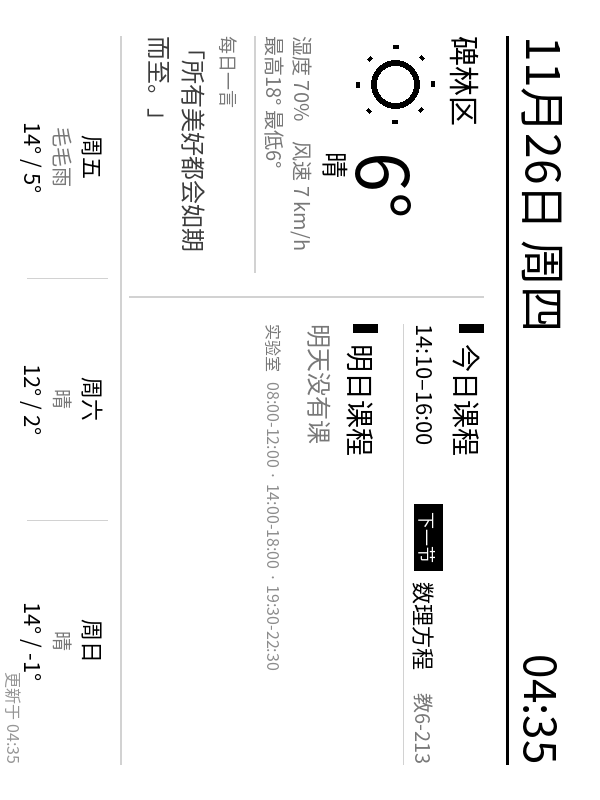 11月26日 周四
04:35
碑林区
6°
晴
湿度 70%　风速 7 km/h
最高18° 最低6°
每日一言
「所有美好都会如期
而至。」
今日课程
14:10–16:00 下一节 数理方程 教6-213
明日课程
明天没有课
实验室 08:00-12:00 · 14:00-18:00 · 19:30-22:30
周五
毛毛雨
14° / 5°
周六
晴
12° / 2°
周日
晴
14° / -1°
更新于 04:35